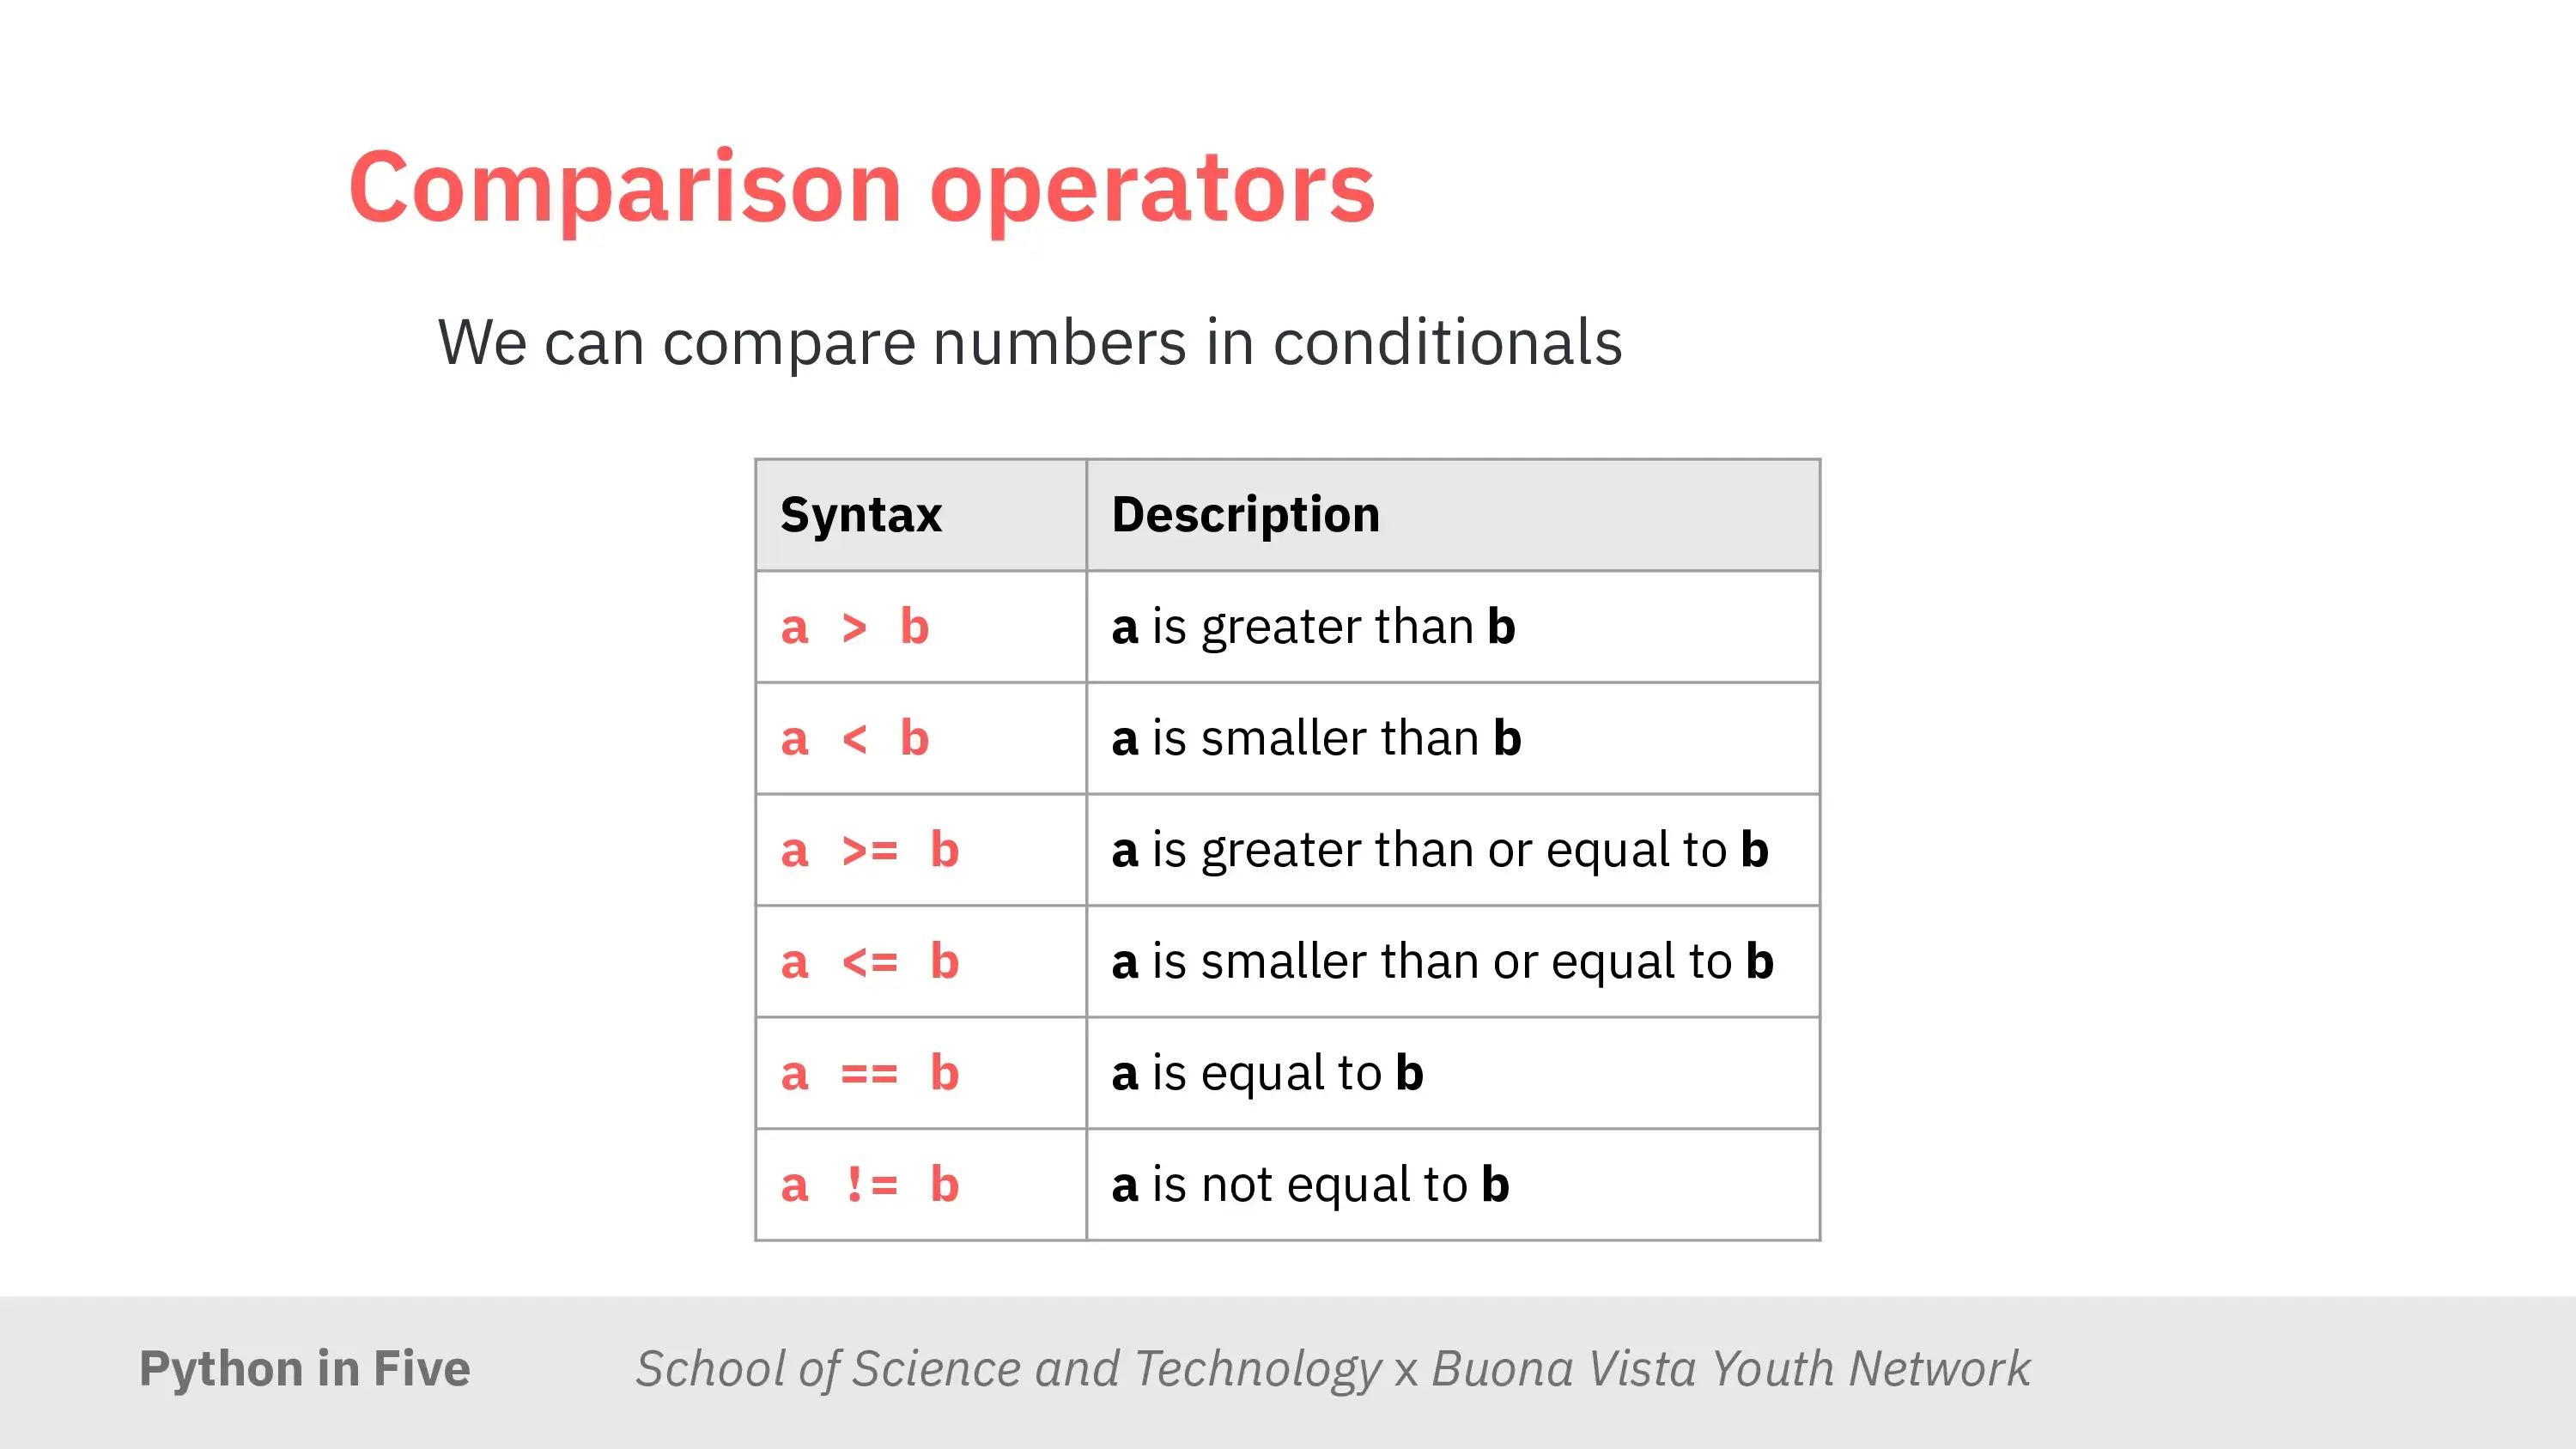 Comparison operators
We can compare numbers in conditionals
Syntax Description
a > b a is greater than b
a < b a is smaller than b
a >= b a is greater than or equal to b
a <= b a is smaller than or equal to b
a == b a is equal to b
a != b a is not equal to b
Python in Five School of Science and Technology x Buona Vista Youth Network